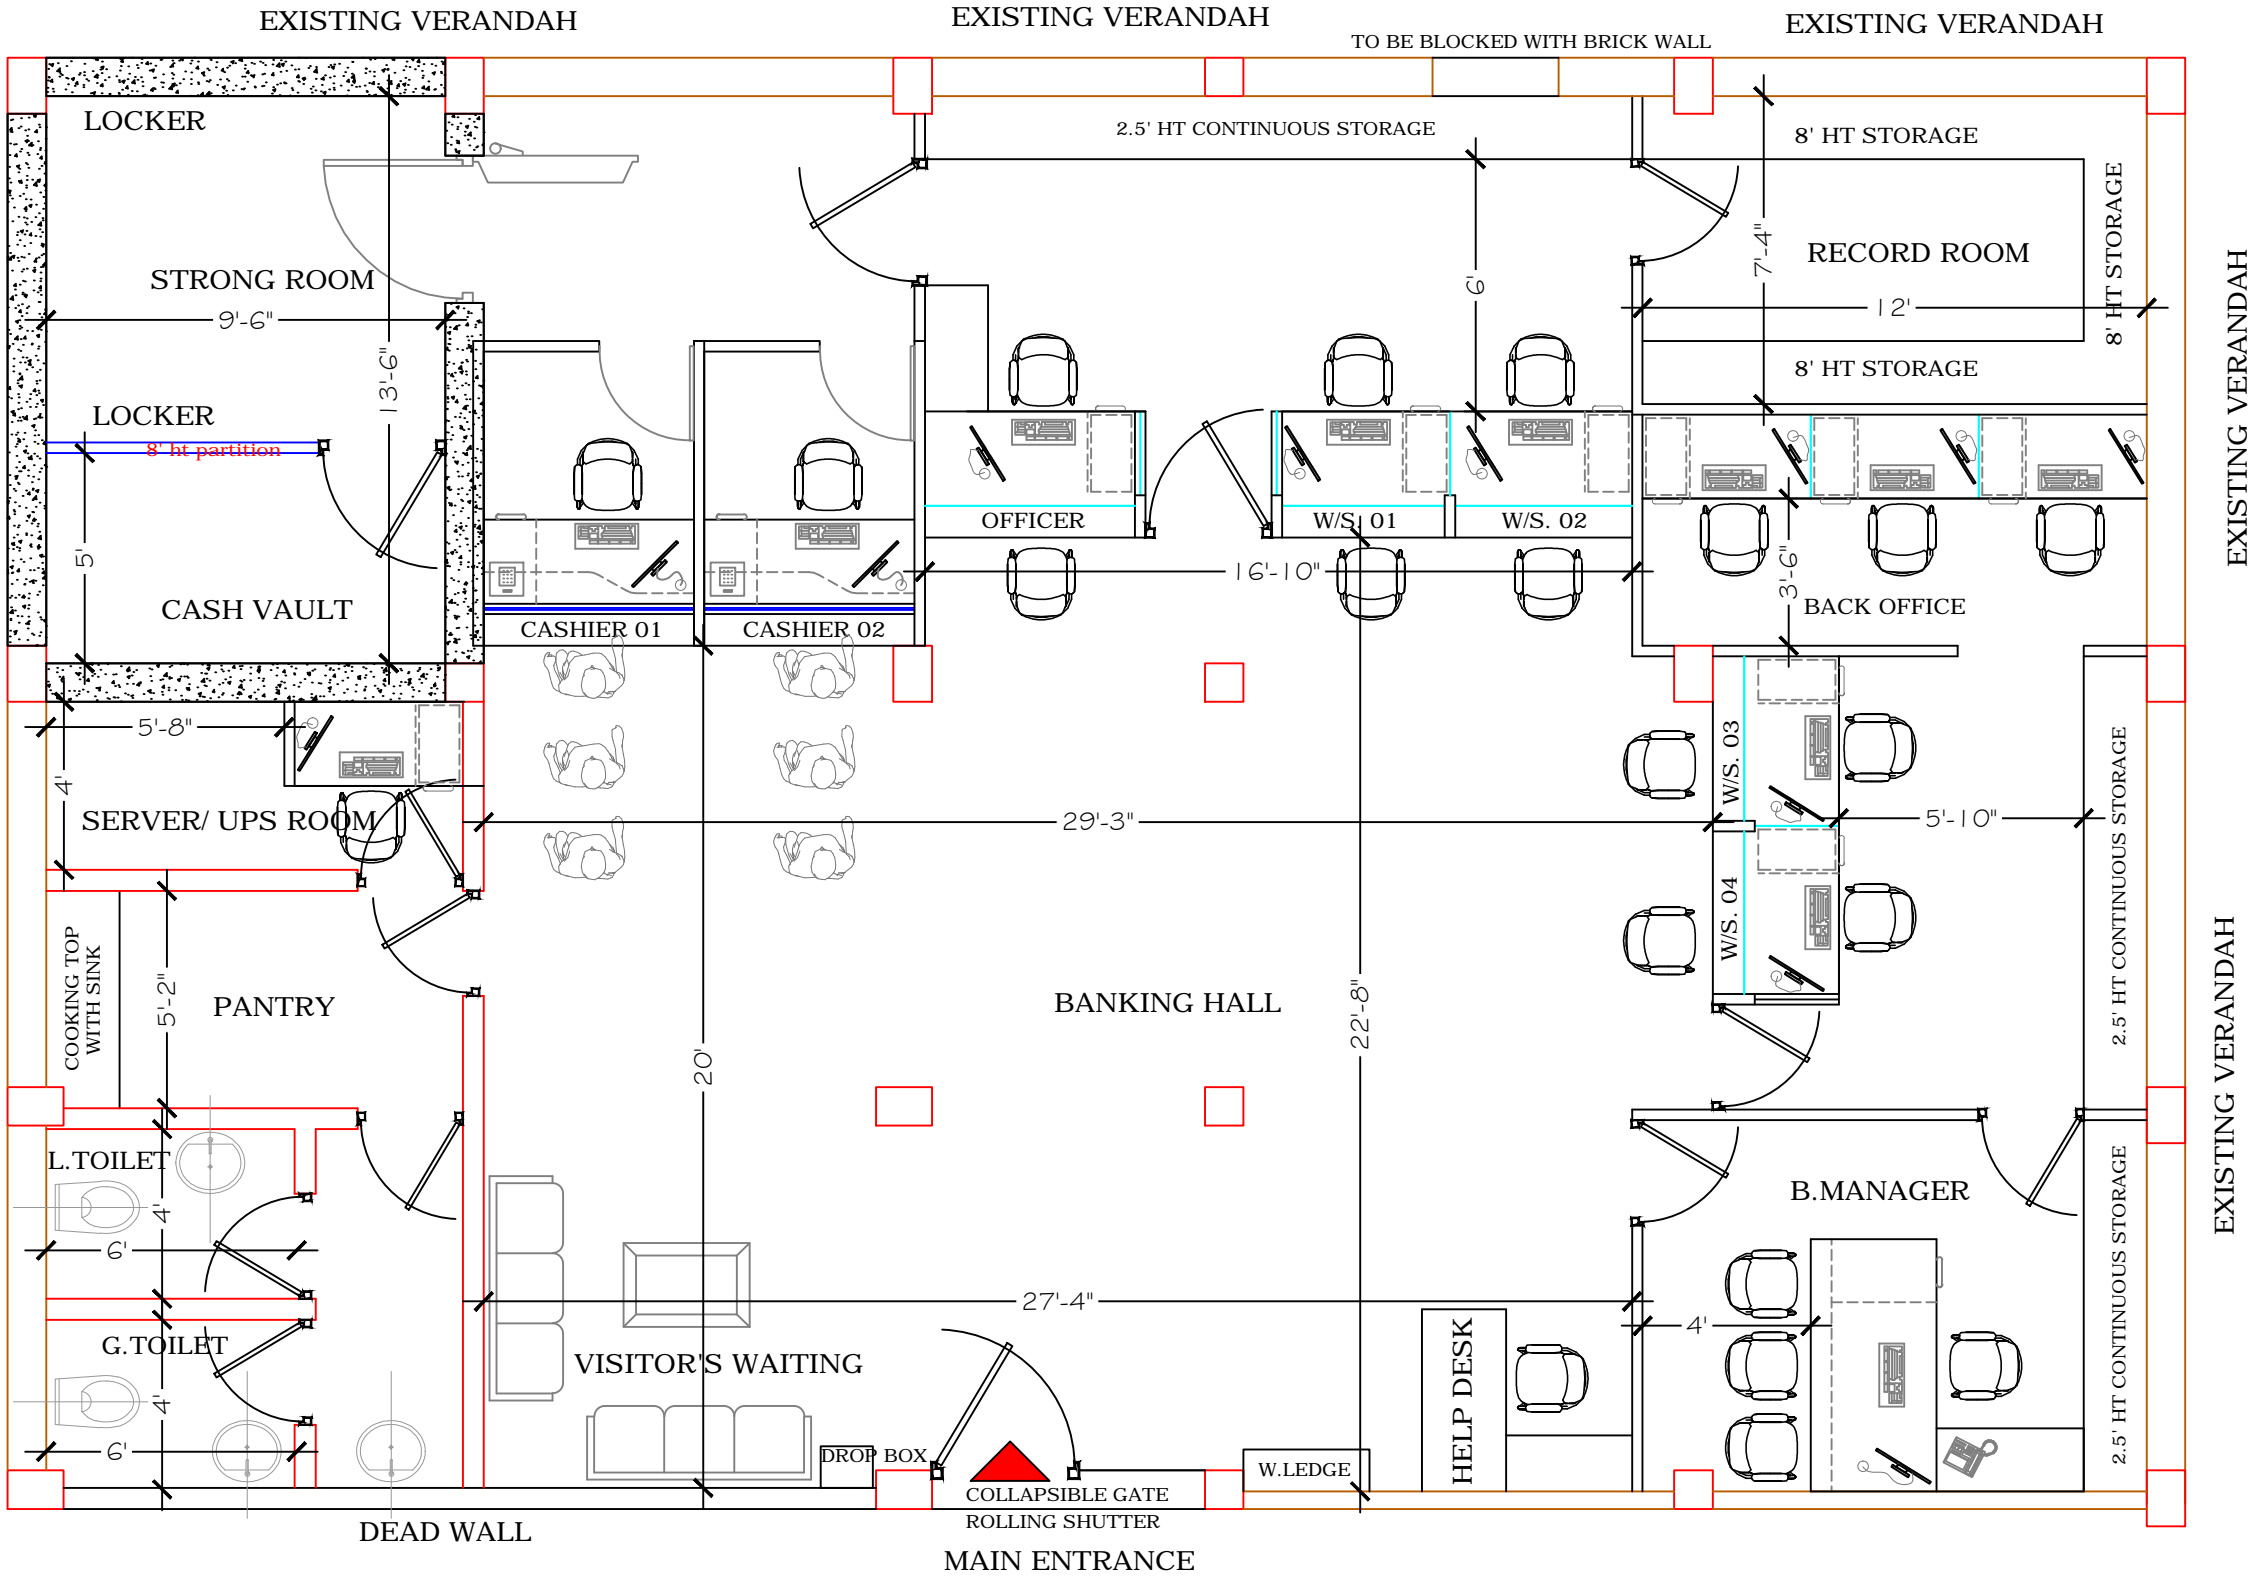 EXISTING VERANDAH
EXISTING VERANDAH
EXISTING VERANDAH
TO BE BLOCKED WITH BRICK WALL
LOCKER
2.5' HT CONTINUOUS STORAGE
8' HT STORAGE
8' HT STORAGE
STRONG ROOM
9'-6"
13'-6"
6'
7'-4"
RECORD ROOM
12'
8' HT STORAGE
EXISTING VERANDAH
EXISTING VERANDAH
LOCKER
8' ht partition
5'
CASH VAULT
CASHIER 01
CASHIER 02
OFFICER
W/S. 01
W/S. 02
16'-10"
3'-6"
BACK OFFICE
5'-8"
4'
SERVER/ UPS ROOM
29'-3"
W/S. 03
5'-10"
2.5' HT CONTINUOUS STORAGE
W/S. 04
COOKING TOP
WITH SINK
5'-2"
PANTRY
20'
BANKING HALL
22'-8"
EXISTING VERANDAH
L.TOILET
4'
6'
B.MANAGER
27'-4"
4'
2.5' HT CONTINUOUS STORAGE
G.TOILET
4'
6'
VISITOR'S WAITING
HELP DESK
DROP BOX
W.LEDGE
COLLAPSIBLE GATE
ROLLING SHUTTER
DEAD WALL
MAIN ENTRANCE